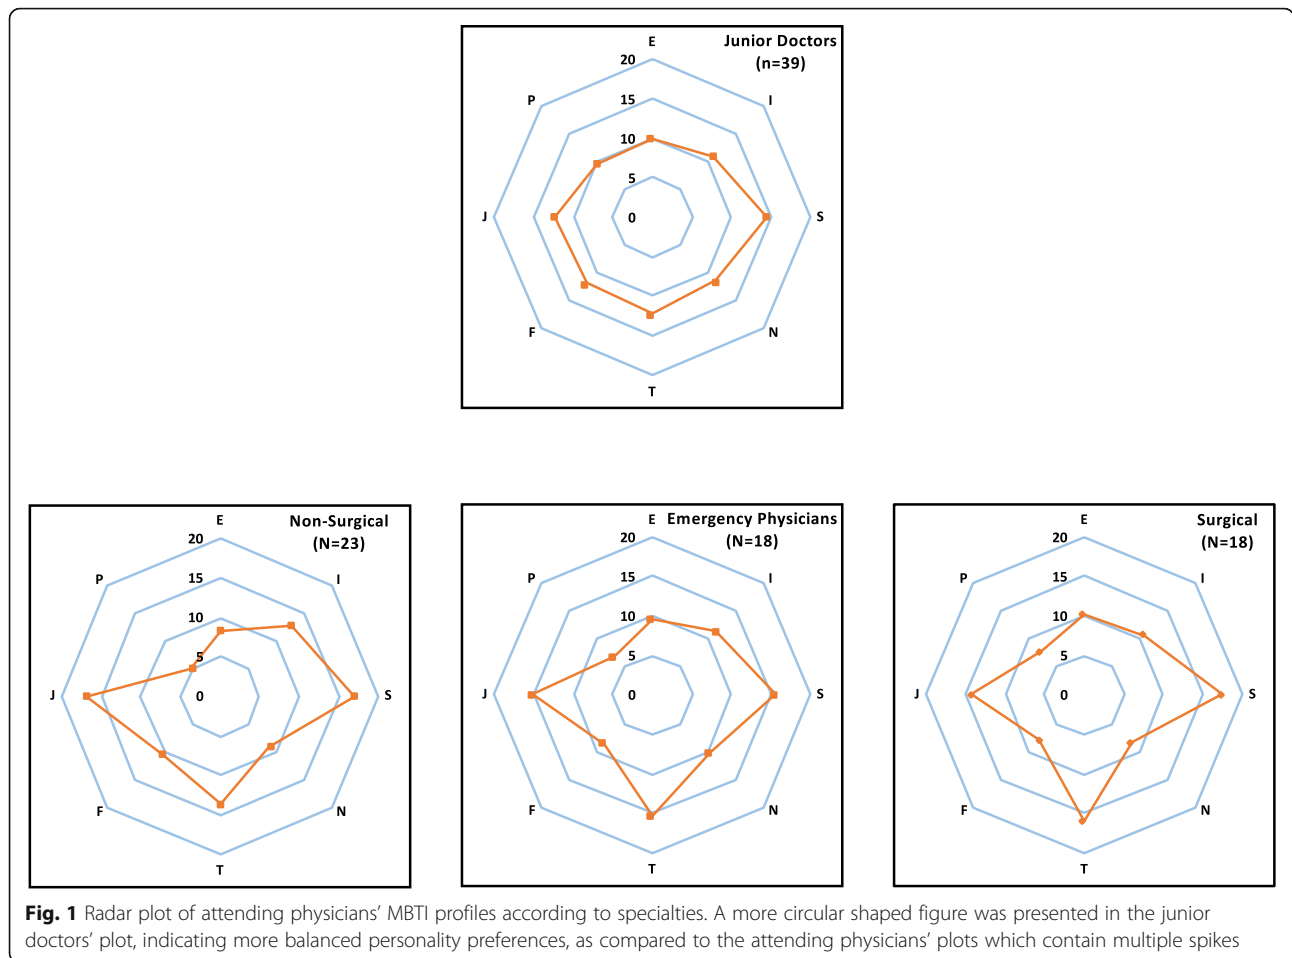 Junior Doctors
(n=39)
E
20
15
10
5
0
P
I
J
S
F
N
T
Non-Surgical
(N=23)
E
20
15
10
5
0
P
I
J
S
F
N
T
Emergency Physicians
(N=18)
E
20
15
10
5
0
P
I
J
S
F
N
T
Surgical
(N=18)
E
20
15
10
5
0
P
I
J
S
F
N
T
Fig. 1 Radar plot of attending physicians’ MBTI profiles according to specialties. A more circular shaped figure was presented in the junior
doctors’ plot, indicating more balanced personality preferences, as compared to the attending physicians’ plots which contain multiple spikes